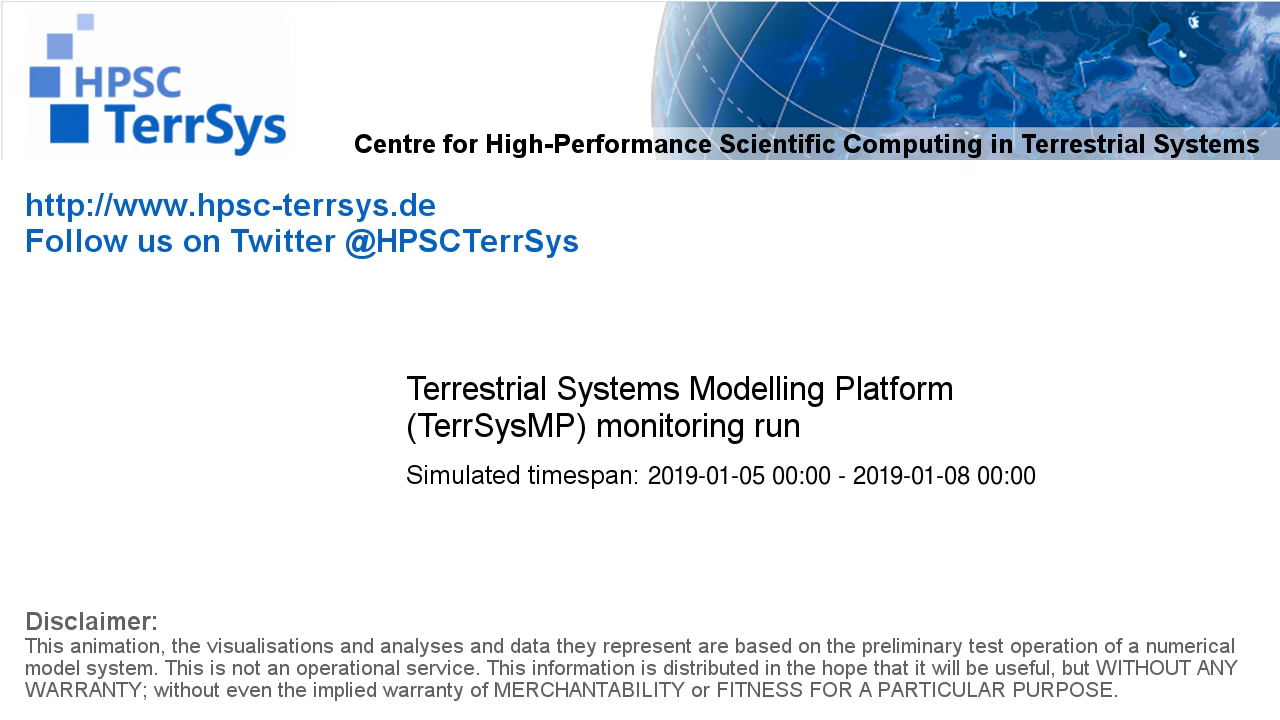 HPSC
TerrSys
Centre for High-Performance Scientific Computing in Terrestrial Systems
http://www.hpsc-terrsys.de
Follow us on Twitter @HPSCTerrSys
Terrestrial Systems Modelling Platform
(TerrSysMP) monitoring run
Simulated timespan: 2019-01-05 00:00 - 2019-01-08 00:00
Disclaimer:
This animation, the visualisations and analyses and data they represent are based on the preliminary test operation of a numerical
model system. This is not an operational service. This information is distributed in the hope that it will be useful, but WITHOUT ANY
WARRANTY; without even the implied warranty of MERCHANTABILITY or FITNESS FOR A PARTICULAR PURPOSE.